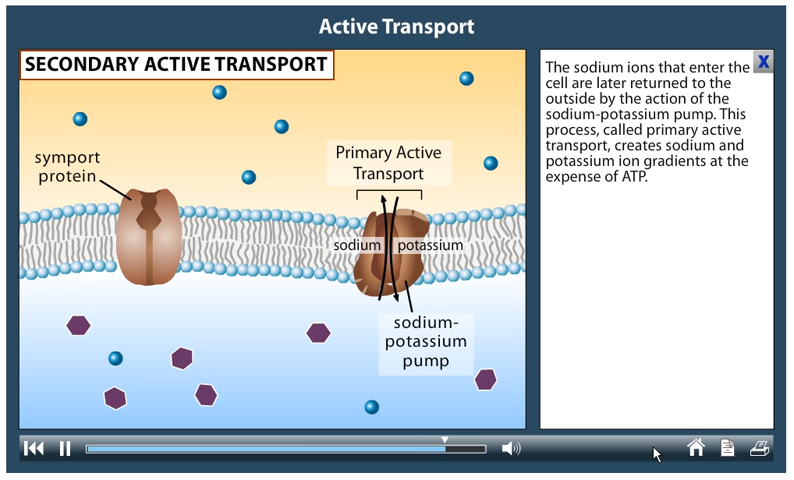 Active Transport
SECONDARY ACTIVE TRANSPORT
symport
protein
Primary Active
Transport
sodium
potassium
sodium-
potassium
pump
X
The sodium ions that enter the
cell are later returned to the
outside by the action of the
sodium-potassium pump. This
process, called primary active
transport, creates sodium and
potassium ion gradients at the
expense of ATP.